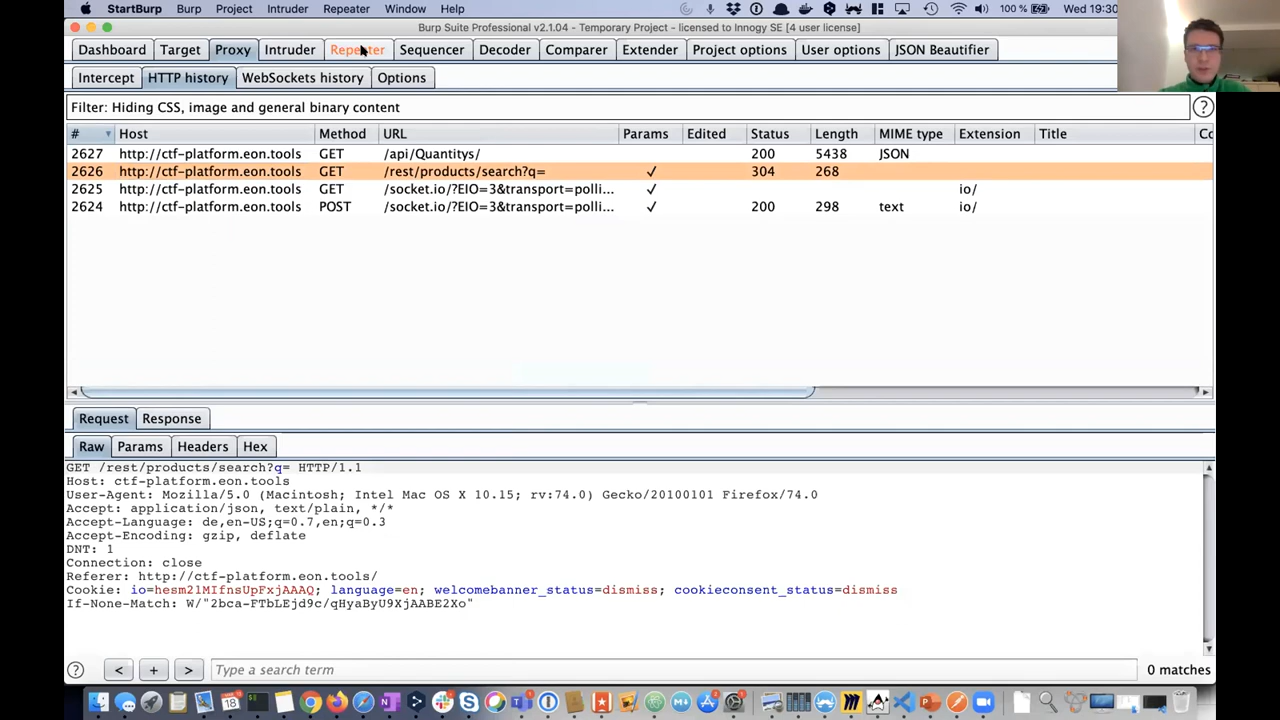 StartBurp Burp Project Intruder Repeater Window Help 100 % Wed 19:30
Burp Suite Professional v2.1.04 - Temporary Project - licensed to Innogy SE [4 user license]
Dashboard Target Proxy Intruder Repeater Sequencer Decoder Comparer Extender Project options User options JSON Beautifier
Intercept HTTP history WebSockets history Options
Filter: Hiding CSS, image and general binary content ?
# Host Method URL Params Edited Status Length MIME type Extension Title Co
2627 http://ctf-platform.eon.tools GET /api/Quantitys/ 200 5438 JSON
2626 http://ctf-platform.eon.tools GET /rest/products/search?q= ✓ 304 268
2625 http://ctf-platform.eon.tools GET /socket.io/?EIO=3&transport=polli... ✓ io/
2624 http://ctf-platform.eon.tools POST /socket.io/?EIO=3&transport=polli... ✓ 200 298 text io/
Request Response
Raw Params Headers Hex
GET /rest/products/search?q= HTTP/1.1
Host: ctf-platform.eon.tools
User-Agent: Mozilla/5.0 (Macintosh; Intel Mac OS X 10.15; rv:74.0) Gecko/20100101 Firefox/74.0
Accept: application/json, text/plain, */*
Accept-Language: de,en-US;q=0.7,en;q=0.3
Accept-Encoding: gzip, deflate
DNT: 1
Connection: close
Referer: http://ctf-platform.eon.tools/
Cookie: io=hesm21MIfnsUpFxjAAAQ; language=en; welcomebanner_status=dismiss; cookieconsent_status=dismiss
If-None-Match: W/"2bca-FTbLEjd9c/qHyaByU9XjAABE2Xo"
? < + > Type a search term 0 matches
18